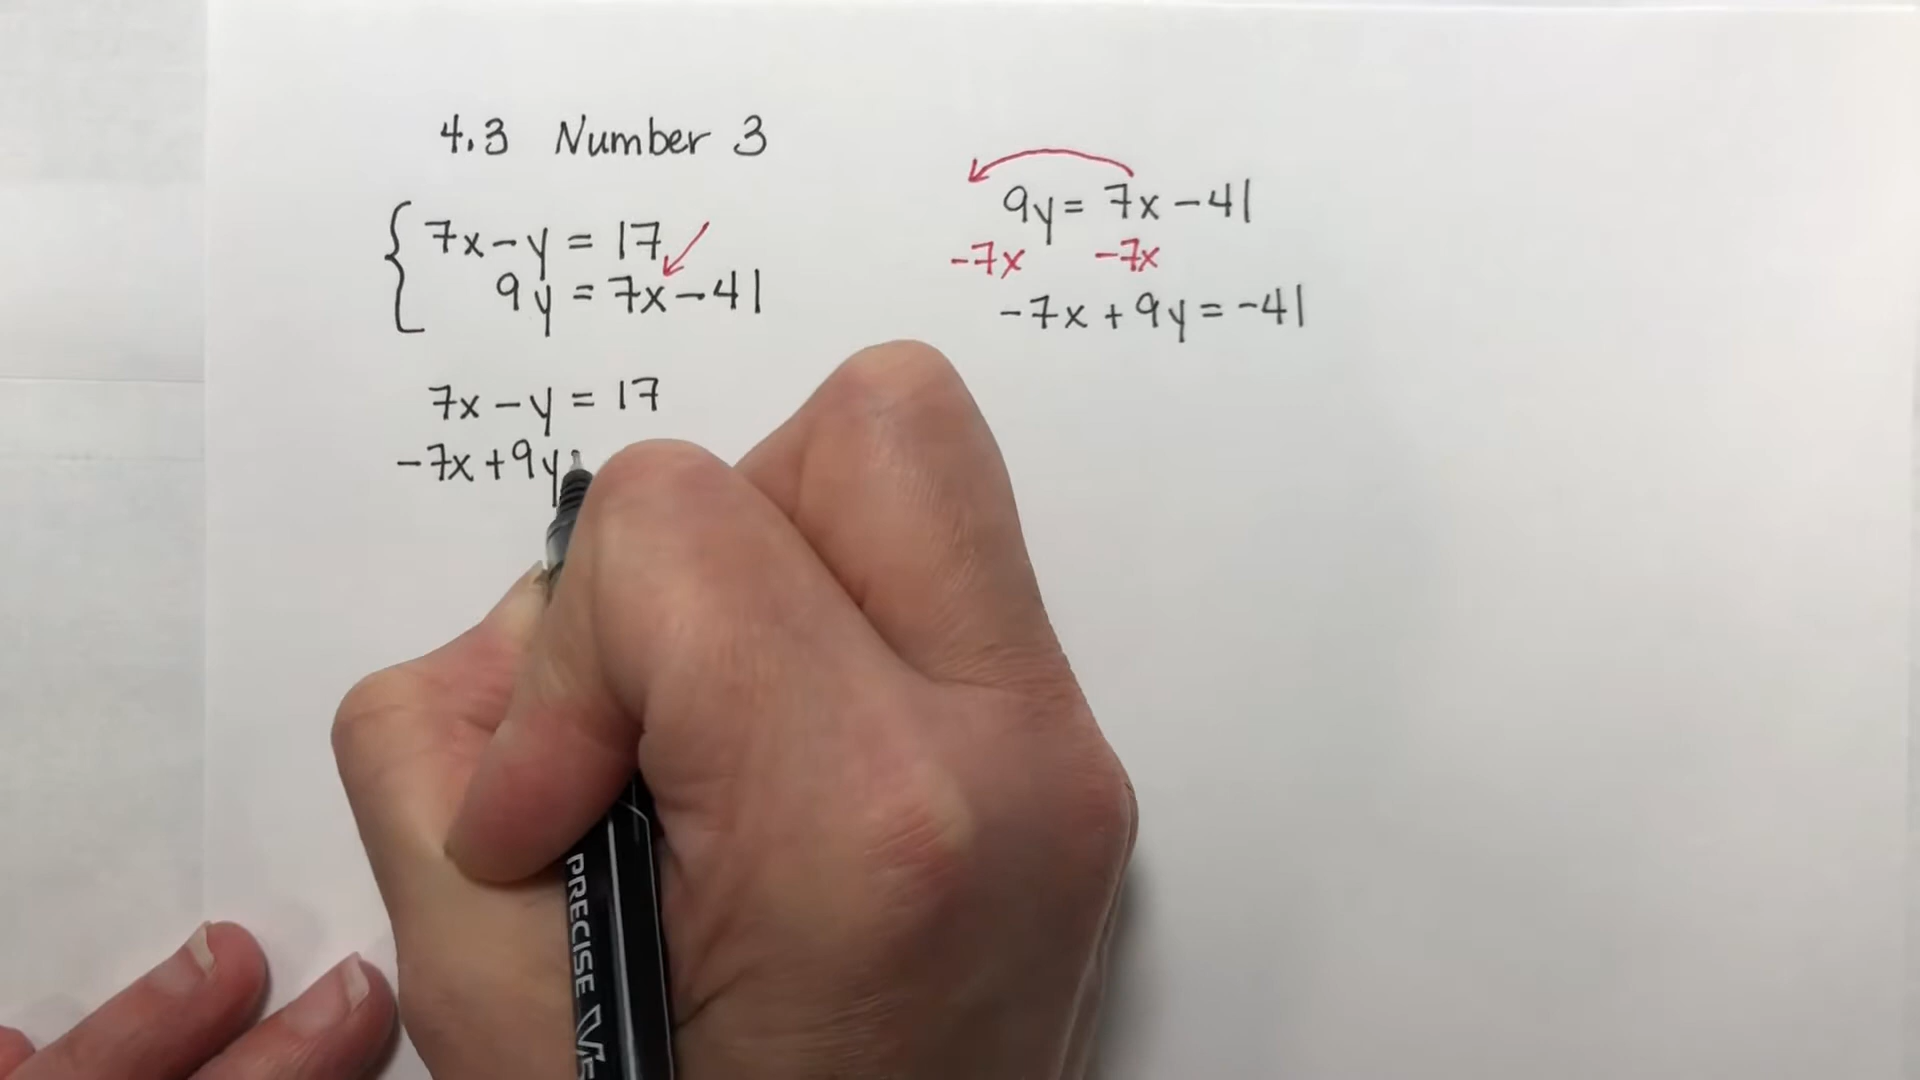 4.3 Number 3
7x-y = 17
9y = 7x-41
7x-y = 17
-7x+9y
9y = 7x-41
-7x -7x
-7x+9y = -41
PRECISE V5